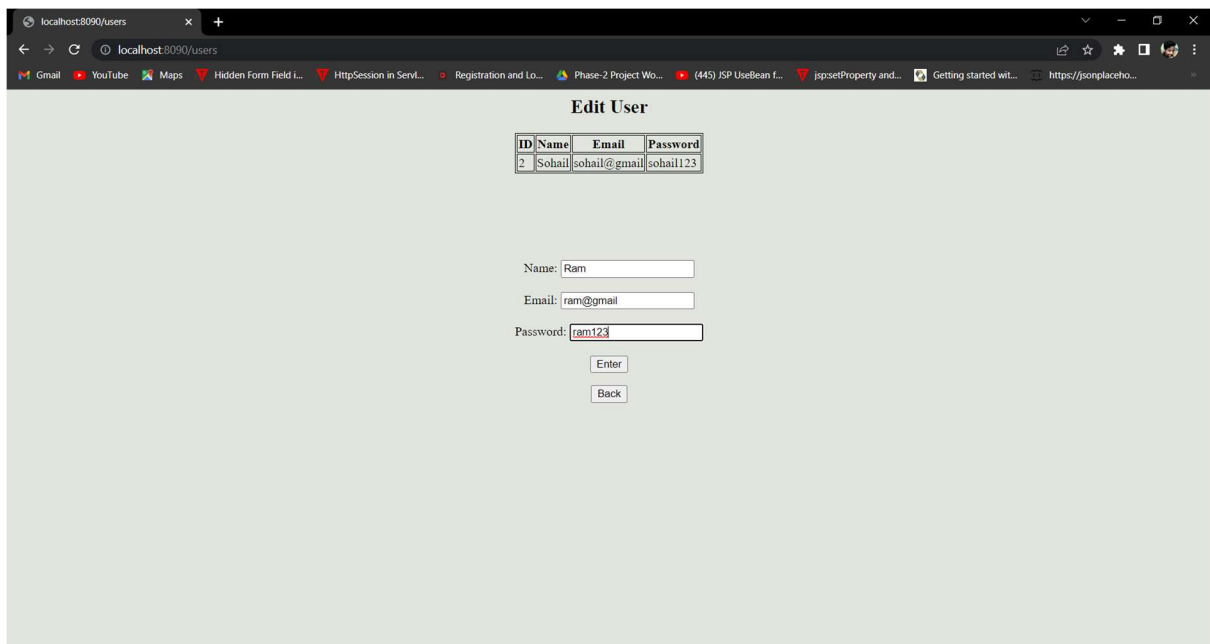 localhost:8090/users
localhost:8090/users
Gmail YouTube Maps Hidden Form Field i... HttpSession in Servl... Registration and Lo... Phase-2 Project Wo... (445) JSP UseBean f... jsp:setProperty and... Getting started wit... https://jsonplaceho...
Edit User
ID Name Email Password
2 Sohail sohail@gmail sohail123
Name: Ram
Email: ram@gmail
Password: ram123
Enter
Back